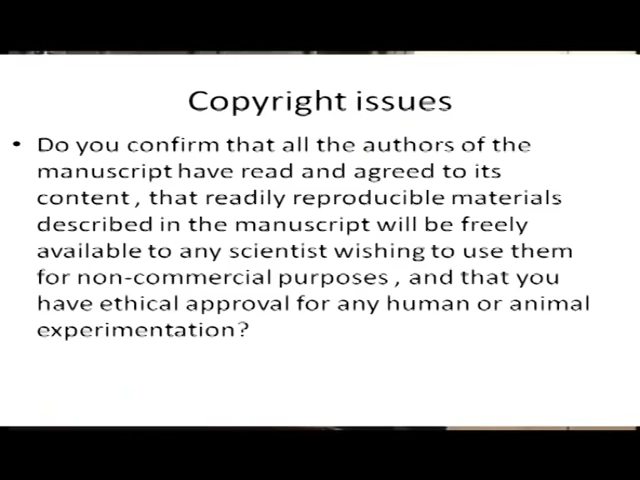 Copyright issues
• Do you confirm that all the authors of the
manuscript have read and agreed to its
content , that readily reproducible materials
described in the manuscript will be freely
available to any scientist wishing to use them
for non-commercial purposes , and that you
have ethical approval for any human or animal
experimentation?